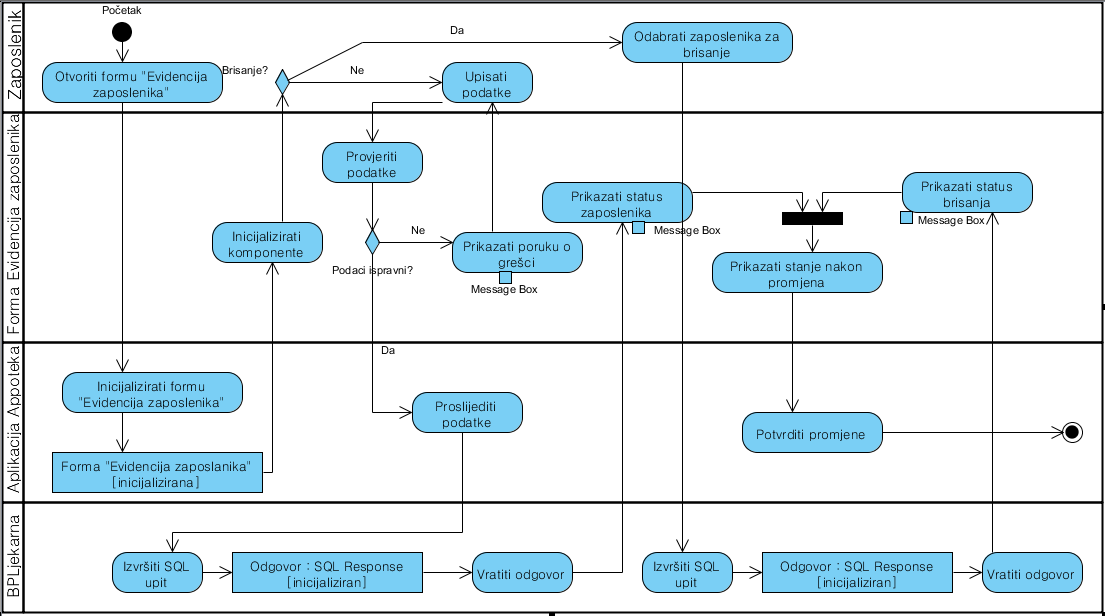 Zaposlenik
Početak
Otvoriti formu "Evidencija
zaposlenika"
Brisanje?
Da
Ne
Upisati
podatke
Odabrati zaposlenika za
brisanje
Forma Evidencija zaposlenika
Provjeriti
podatke
Inicijalizirati
komponente
Ne
Podaci ispravni?
Prikazati poruku o
grešci
Message Box
Prikazati status
zaposlenika
Message Box
Prikazati status
brisanja
Message Box
Prikazati stanje nakon
promjena
Aplikacija Appoteka
Da
Inicijalizirati formu
"Evidencija zaposlenika"
Forma "Evidencija zaposlanika"
[inicijalizirana]
Proslijediti
podatke
Potvrditi promjene
BPLjekarna
Izvršiti SQL
upit
Odgovor : SQL Response
[inicijaliziran]
Vratiti odgovor
Izvršiti SQL
upit
Odgovor : SQL Response
[inicijaliziran]
Vratiti odgovor